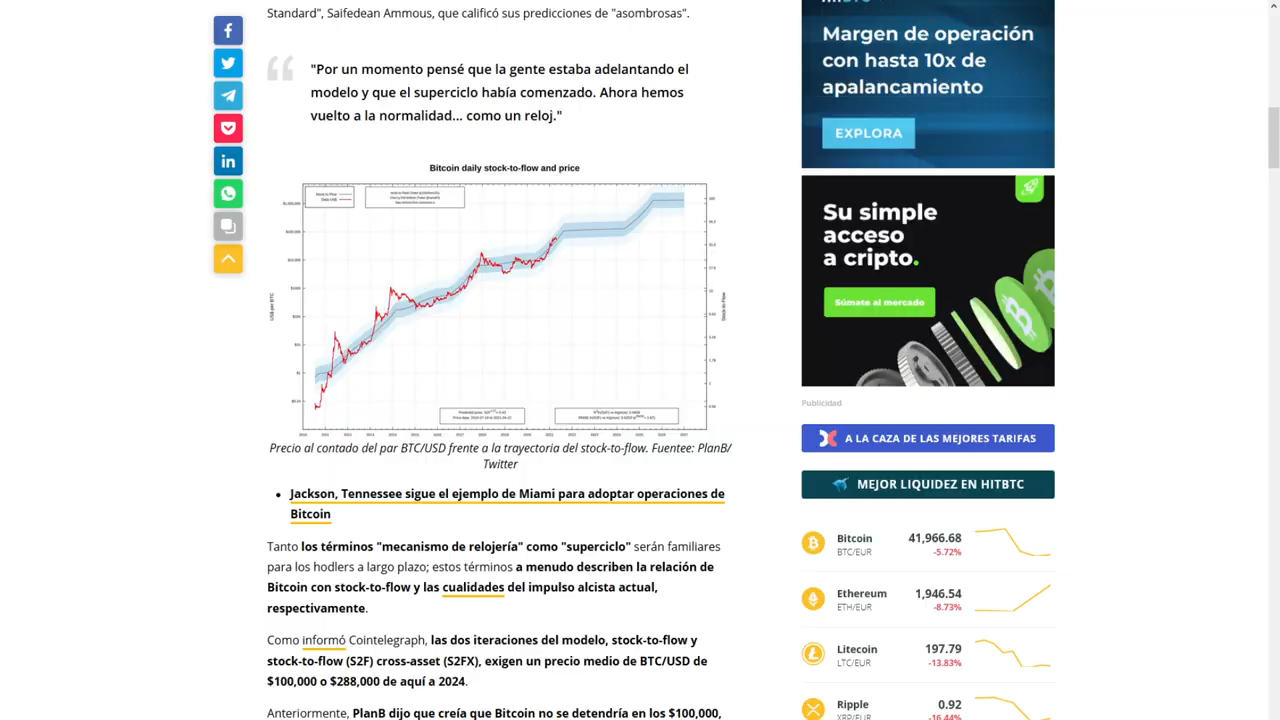 Standard", Saifedean Ammous, que calificó sus predicciones de "asombrosas".
"Por un momento pensé que la gente estaba adelantando el
modelo y que el superciclo había comenzado. Ahora hemos
vuelto a la normalidad... como un reloj."
Bitcoin daily stock-to-flow and price
Precio al contado del par BTC/USD frente a la trayectoria del stock-to-flow. Fuentee: PlanB/
Twitter
Jackson, Tennessee sigue el ejemplo de Miami para adoptar operaciones de
Bitcoin
Tanto los términos "mecanismo de relojería" como "superciclo" serán familiares
para los hodlers a largo plazo; estos términos a menudo describen la relación de
Bitcoin con stock-to-flow y las cualidades del impulso alcista actual,
respectivamente.
Como informó Cointelegraph, las dos iteraciones del modelo, stock-to-flow y
stock-to-flow (S2F) cross-asset (S2FX), exigen un precio medio de BTC/USD de
$100,000 o $288,000 de aquí a 2024.
Anteriormente, PlanB dijo que creía que Bitcoin no se detendría en los $100,000,
Margen de operación
con hasta 10x de
apalancamiento
EXPLORA
Su simple
acceso
a cripto.
Súmate al mercado
Publicidad
A LA CAZA DE LAS MEJORES TARIFAS
MEJOR LIQUIDEZ EN HITBTC
Bitcoin 41,966.68
BTC/EUR -5.72%
Ethereum 1,946.54
ETH/EUR -8.73%
Litecoin 197.79
LTC/EUR -13.83%
Ripple 0.92
XRP/EUR -16.44%